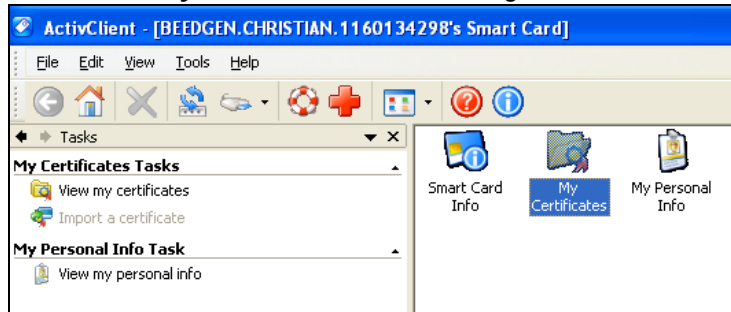 ActivClient - [BEEDGEN.CHRISTIAN.1160134298's Smart Card]
File Edit View Tools Help
Tasks
My Certificates Tasks
View my certificates
Import a certificate
My Personal Info Task
View my personal info
Smart Card
Info
My
Certificates
My Personal
Info